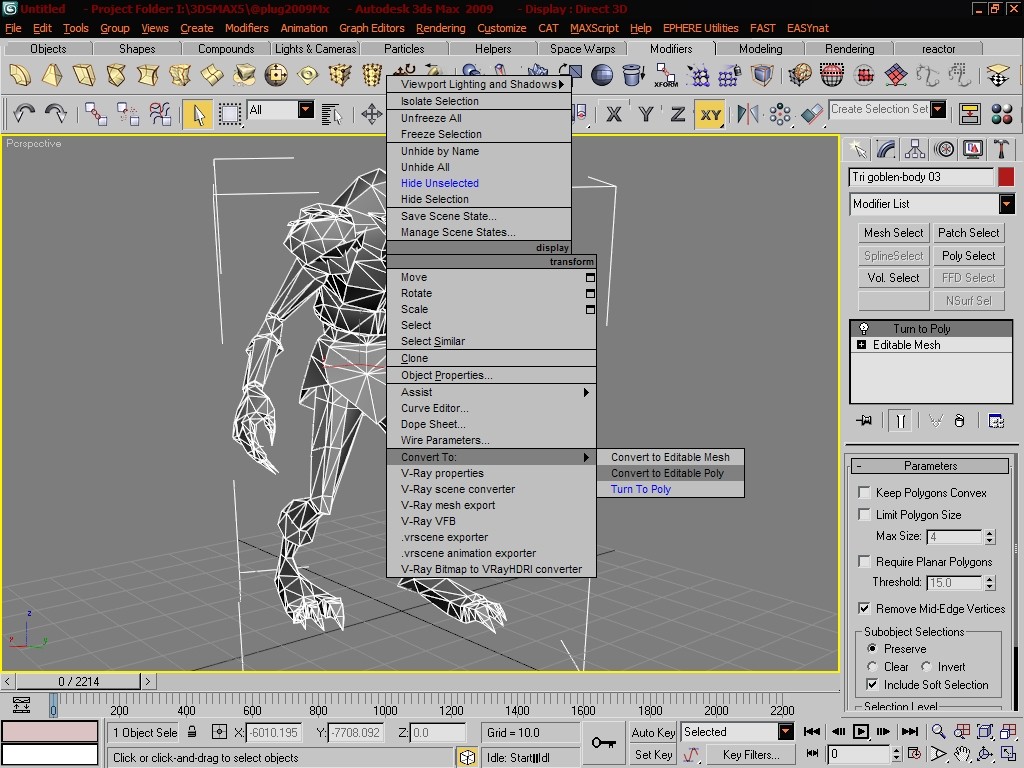 Untitled - Project Folder: I:\3DSMAX5\@plug2009Mx - Autodesk 3ds Max 2009 - Display : Direct 3D
File Edit Tools Group Views Create Modifiers Animation Graph Editors Rendering Customize CAT MAXScript Help EPHERE Utilities FAST EASYnat
Objects Shapes Compounds Lights & Cameras Particles Helpers Space Warps Modifiers Modeling Rendering reactor
XFORM
All X Y Z XY Create Selection Set
Perspective
Viewport Lighting and Shadows
Isolate Selection
Unfreeze All
Freeze Selection
Unhide by Name
Unhide All
Hide Unselected
Hide Selection
Save Scene State...
Manage Scene States...
display
transform
Move
Rotate
Scale
Select
Select Similar
Clone
Object Properties...
Assist
Curve Editor...
Dope Sheet...
Wire Parameters...
Convert To:
V-Ray properties
V-Ray scene converter
V-Ray mesh export
V-Ray VFB
.vrscene exporter
.vrscene animation exporter
V-Ray Bitmap to VRayHDRI converter
Convert to Editable Mesh
Convert to Editable Poly
Turn To Poly
z
x
y
Tri goblen-body 03
Modifier List
Mesh Select Patch Select
SplineSelect Poly Select
Vol. Select FFD Select
NSurf Sel
Turn to Poly
Editable Mesh
- Parameters
Keep Polygons Convex
Limit Polygon Size
Max Size: 4
Require Planar Polygons
Threshold: 15.0
Remove Mid-Edge Vertices
Subobject Selections
Preserve
Clear Invert
Include Soft Selection
Selection Level
< 0 / 2214 >
0 200 400 600 800 1000 1200 1400 1600 1800 2000 2200
1 Object Sele X: -6010.195 Y: -7708.092 Z: 0.0 Grid = 10.0 Auto Key Selected
Click or click-and-drag to select objects Idle: Start Set Key Key Filters... 0